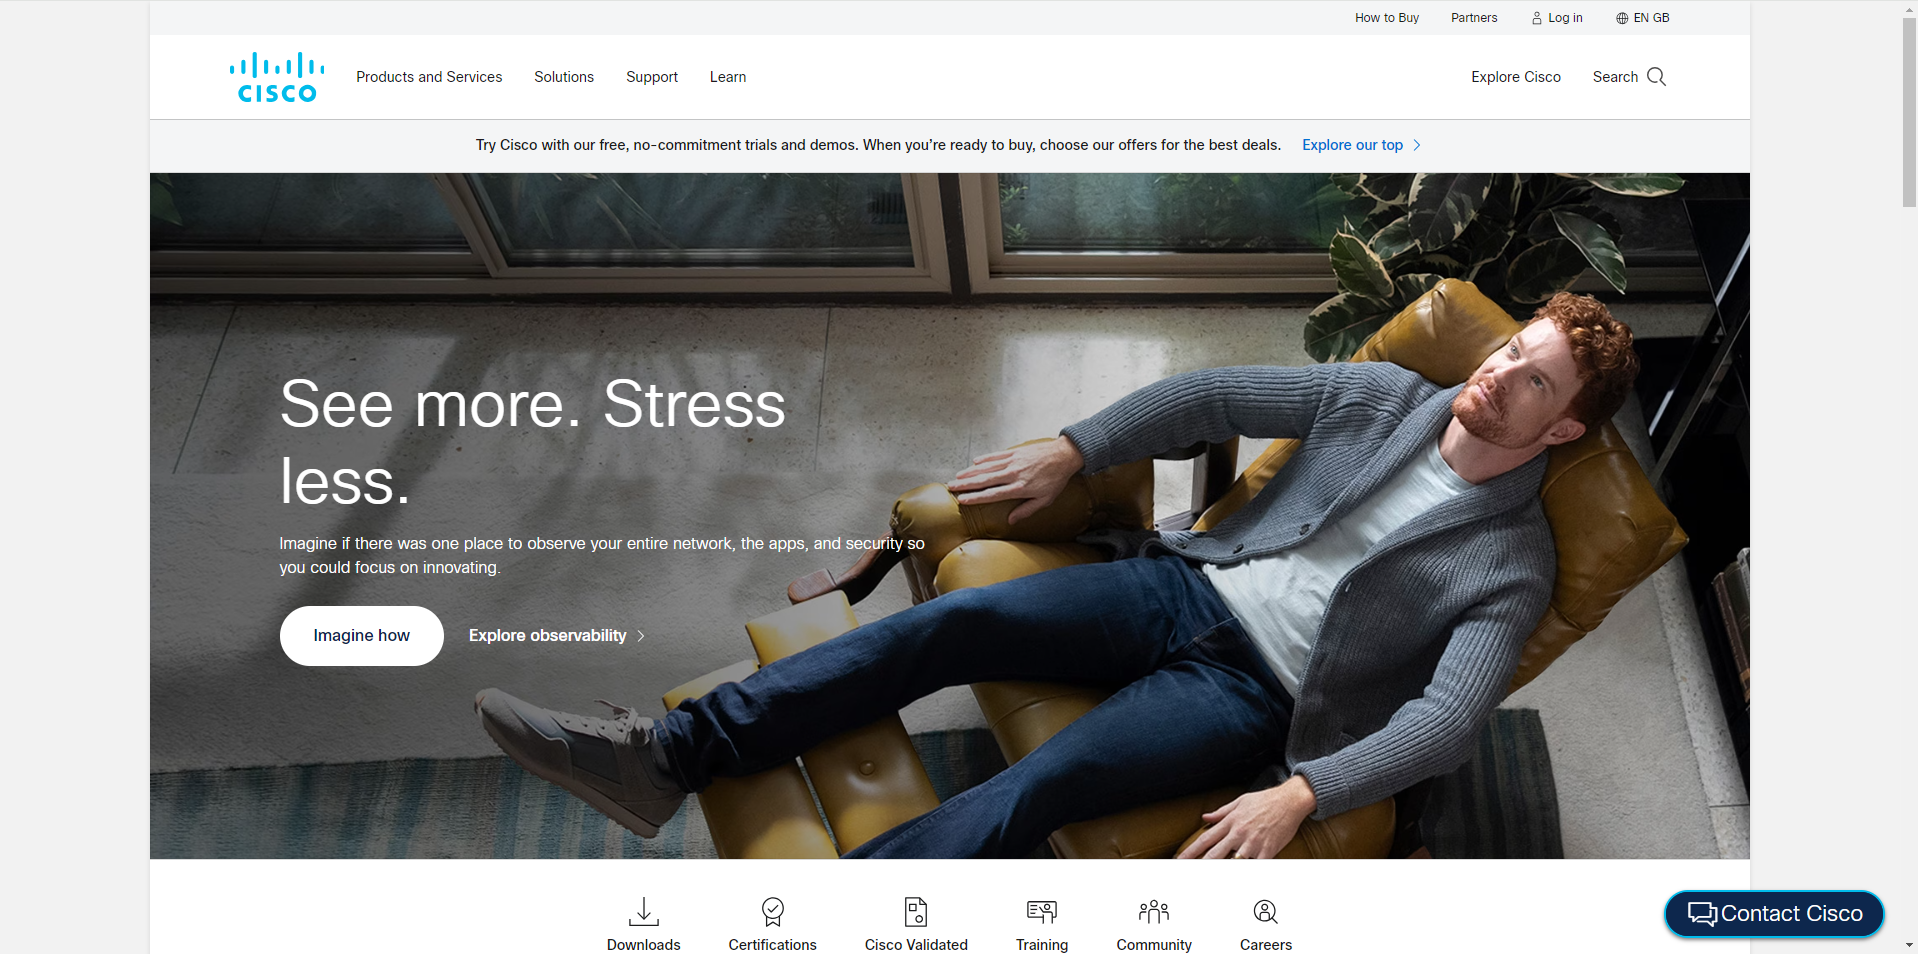 How to Buy
Partners
Log in
EN GB
CISCO
Products and Services
Solutions
Support
Learn
Explore Cisco
Search
Try Cisco with our free, no-commitment trials and demos. When you’re ready to buy, choose our offers for the best deals.
Explore our top
See more. Stress
less.
Imagine if there was one place to observe your entire network, the apps, and security so
you could focus on innovating.
Imagine how
Explore observability
Downloads
Certifications
Cisco Validated
Training
Community
Careers
Contact Cisco